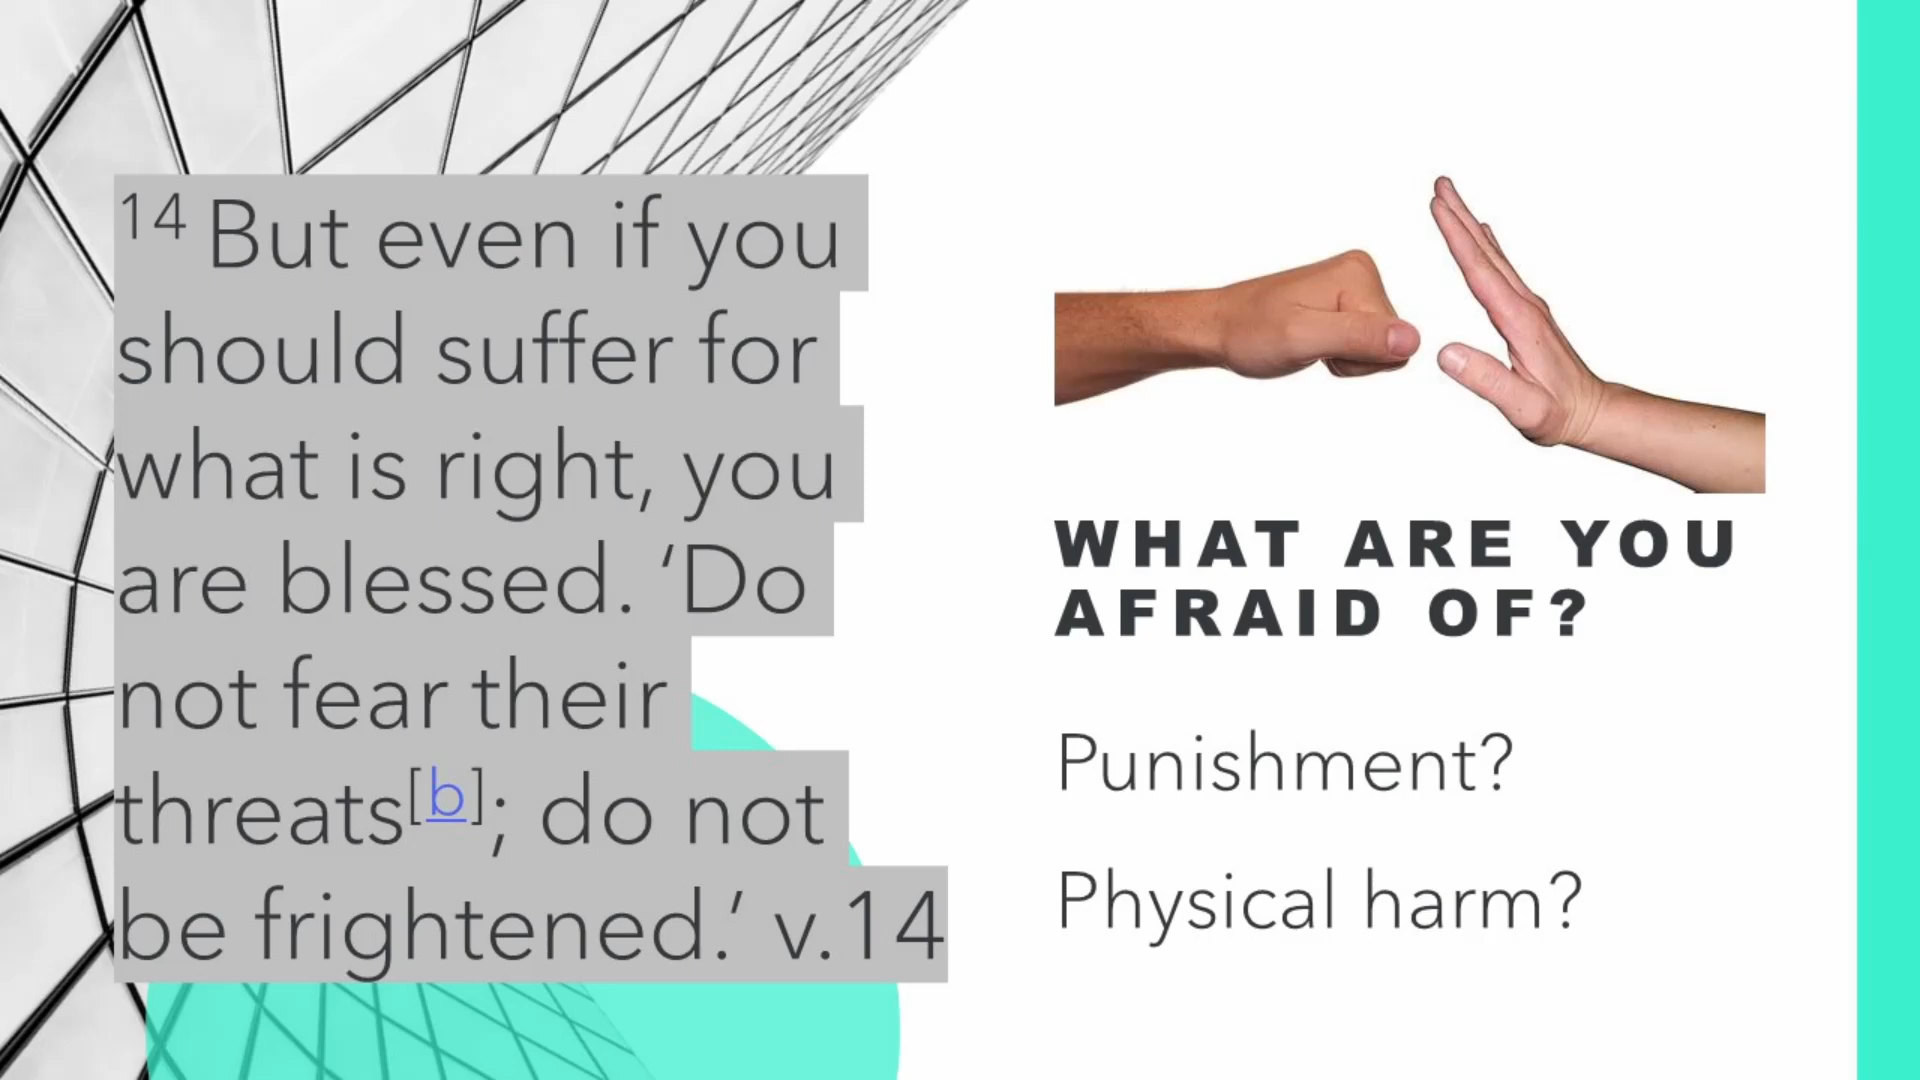 14 But even if you
should suffer for
what is right, you
are blessed. ‘Do
not fear their
threats[b]; do not
be frightened.’ v.14
WHAT ARE YOU
AFRAID OF?
Punishment?
Physical harm?